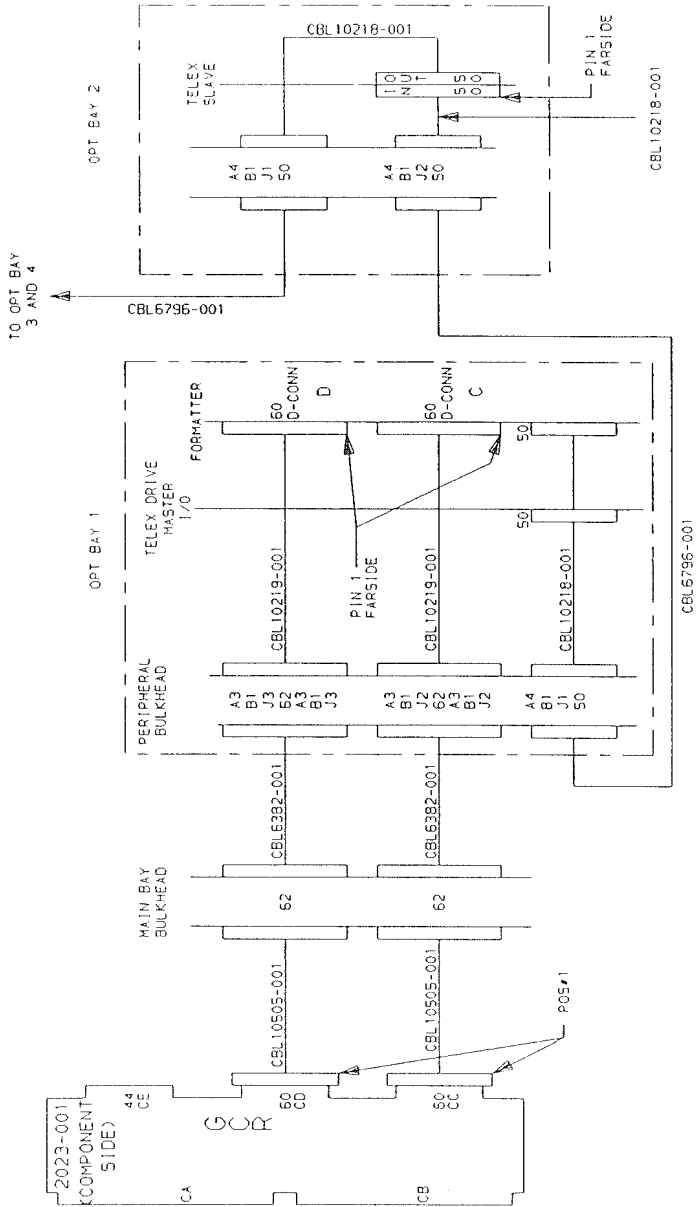 2023-001
(COMPONENT
SIDE)
44
CE
GCR
60
CD
60
CC
CA
CB
POS#1
CBL10505-001
CBL10505-001
MAIN BAY
BULKHEAD
62
62
CBL6382-001
CBL6382-001
OPT BAY 1
PERIPHERAL
BULKHEAD
A3
B1
J3
62
A3
B1
J3
A3
B1
J2
62
A3
B1
J2
A4
B1
J1
50
CBL10219-001
CBL10219-001
CBL10218-001
TELEX DRIVE
MASTER
I/O
FORMATTER
PIN 1
FARSIDE
60
D-CONN
D
60
D-CONN
C
50
50
CBL6796-001
TO OPT BAY
3 AND 4
CBL6796-001
OPT BAY 2
A4
B1
J1
50
A4
B1
J2
50
TELEX
SLAVE
CBL10218-001
IN
50
OUT
50
PIN 1
FARSIDE
CBL10218-001